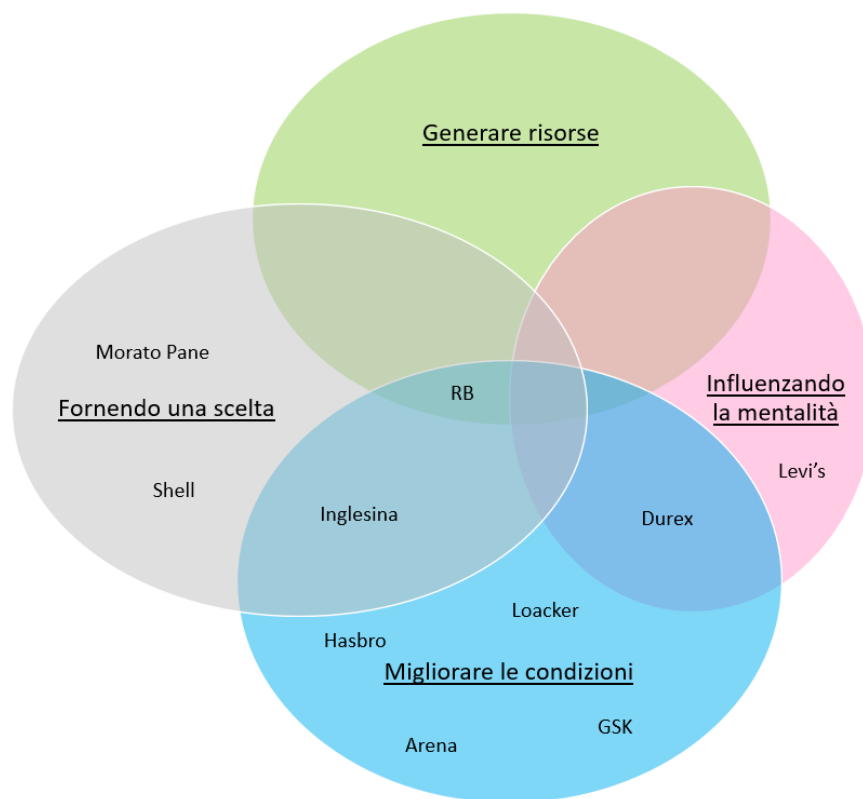 Generare risorse
Morato Pane
Fornendo una scelta
RB
Influenzando
la mentalità
Levi’s
Shell
Inglesina
Durex
Loacker
Hasbro
Migliorare le condizioni
GSK
Arena